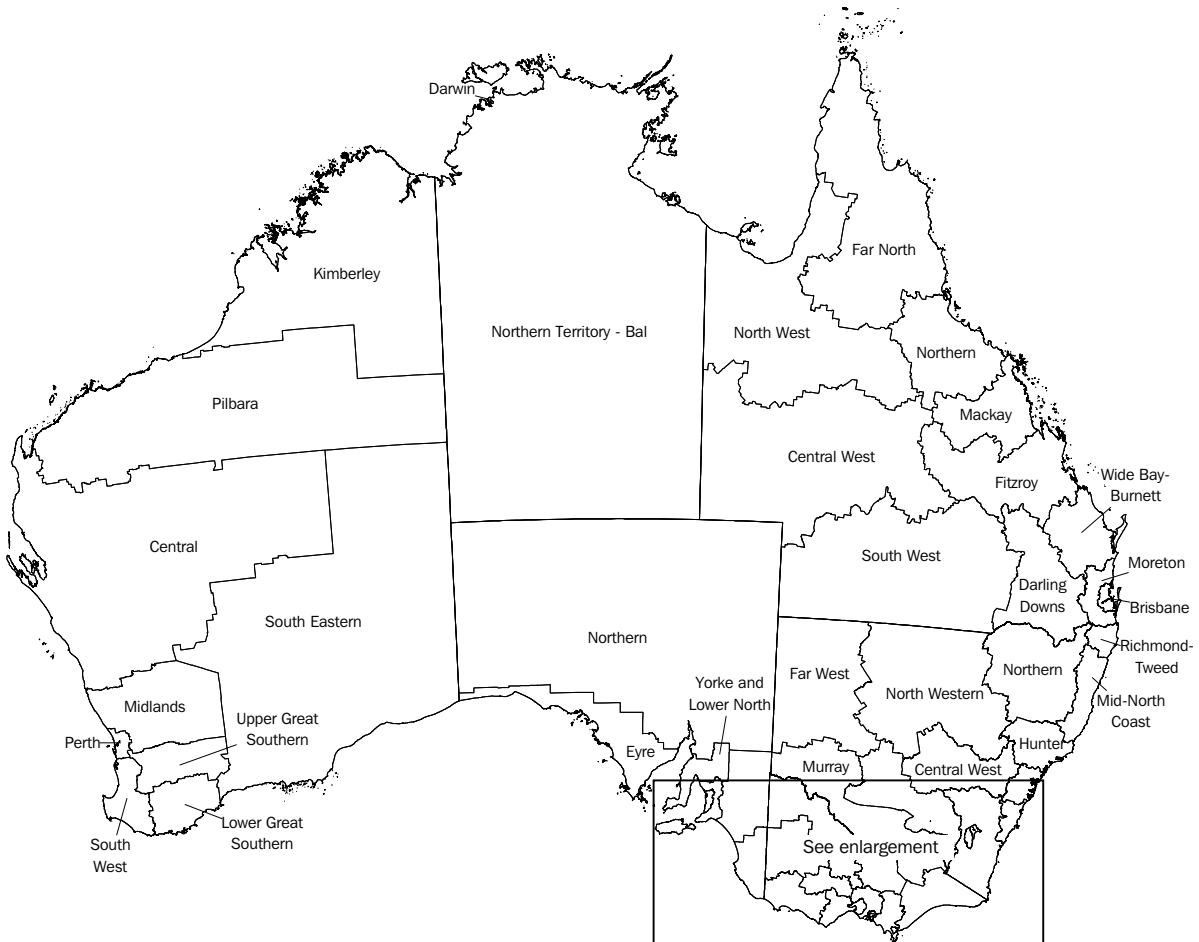 Darwin
Kimberley
Far North
Northern Territory - Bal
North West
Northern
Pilbara
Mackay
Central West
Fitzroy
Wide Bay-
Burnett
Central
South West
Moreton
Darling
Downs
Brisbane
South Eastern
Northern
Richmond-
Tweed
Far West
Northern
Yorke and
Lower North
North Western
Mid-North
Coast
Midlands
Upper Great
Southern
Perth
Eyre
Hunter
Murray
Central West
Lower Great
Southern
South
West
See enlargement